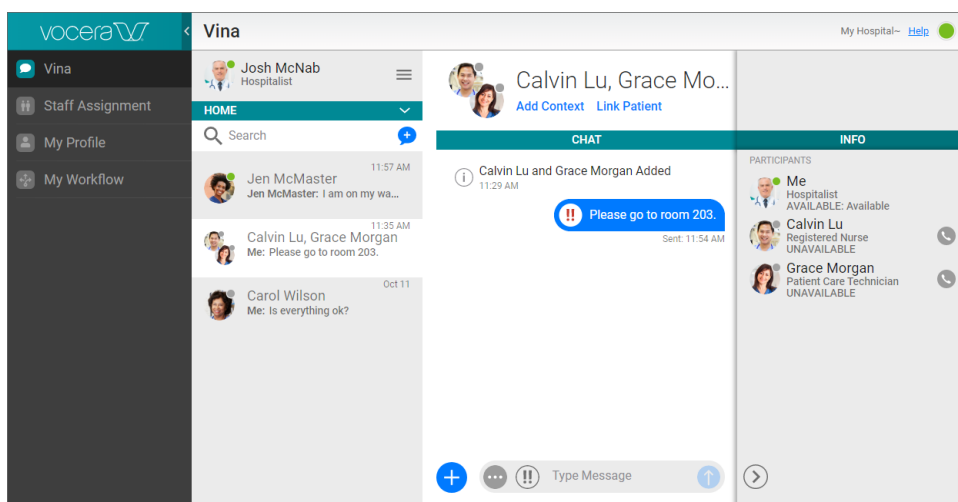 vocera
Vina
My Hospital~ Help
Vina
Staff Assignment
My Profile
My Workflow
Josh McNab
Hospitalist
HOME
Search
11:57 AM
Jen McMaster
Jen McMaster: I am on my wa...
11:35 AM
Calvin Lu, Grace Morgan
Me: Please go to room 203.
Oct 11
Carol Wilson
Me: Is everything ok?
Calvin Lu, Grace Mo...
Add Context Link Patient
CHAT
Calvin Lu and Grace Morgan Added
11:29 AM
!! Please go to room 203.
Sent: 11:54 AM
!! Type Message
INFO
PARTICIPANTS
Me
Hospitalist
AVAILABLE: Available
Calvin Lu
Registered Nurse
UNAVAILABLE
Grace Morgan
Patient Care Technician
UNAVAILABLE